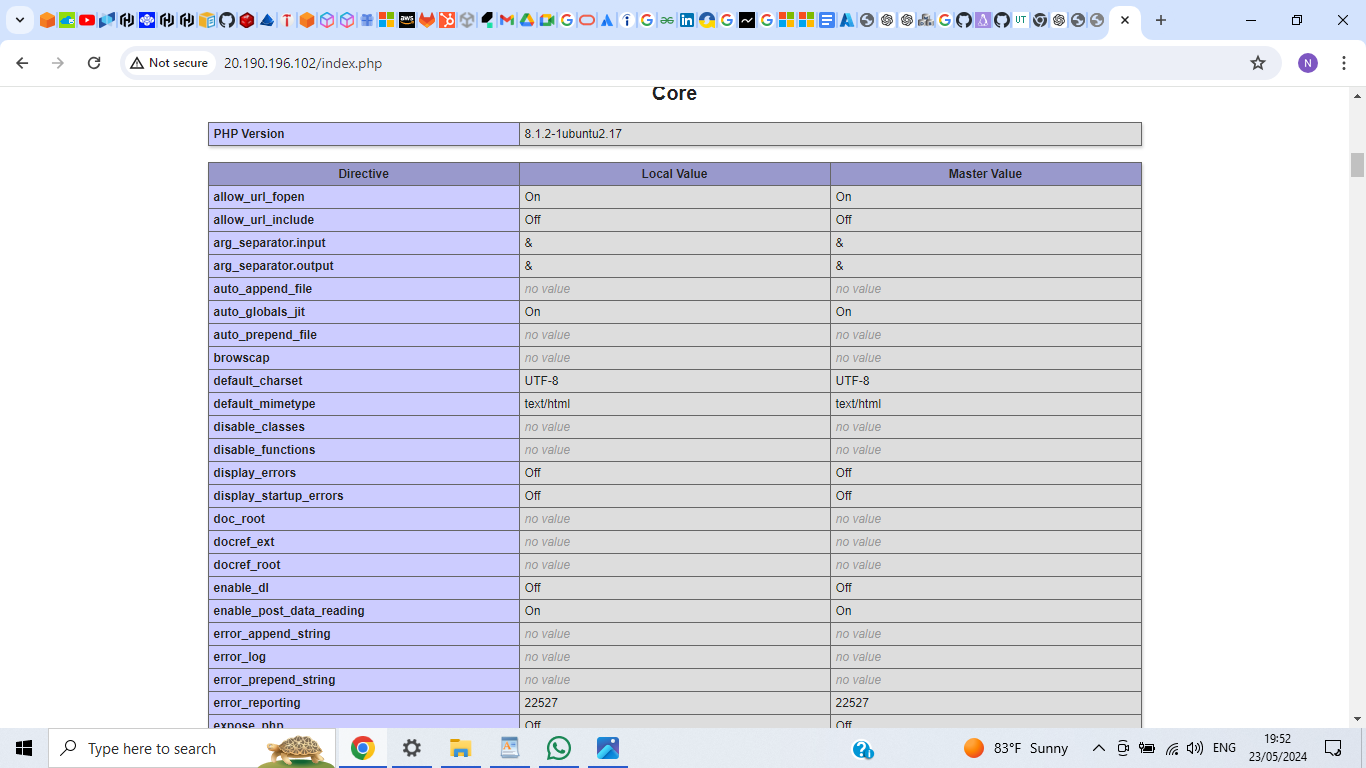 Not secure 20.190.196.102/index.php N
Core
PHP Version 8.1.2-1ubuntu2.17
Directive Local Value Master Value
allow_url_fopen On On
allow_url_include Off Off
arg_separator.input & &
arg_separator.output & &
auto_append_file no value no value
auto_globals_jit On On
auto_prepend_file no value no value
browscap no value no value
default_charset UTF-8 UTF-8
default_mimetype text/html text/html
disable_classes no value no value
disable_functions no value no value
display_errors Off Off
display_startup_errors Off Off
doc_root no value no value
docref_ext no value no value
docref_root no value no value
enable_dl Off Off
enable_post_data_reading On On
error_append_string no value no value
error_log no value no value
error_prepend_string no value no value
error_reporting 22527 22527
expose_php Off Off
Type here to search 83°F Sunny ENG 19:52
23/05/2024